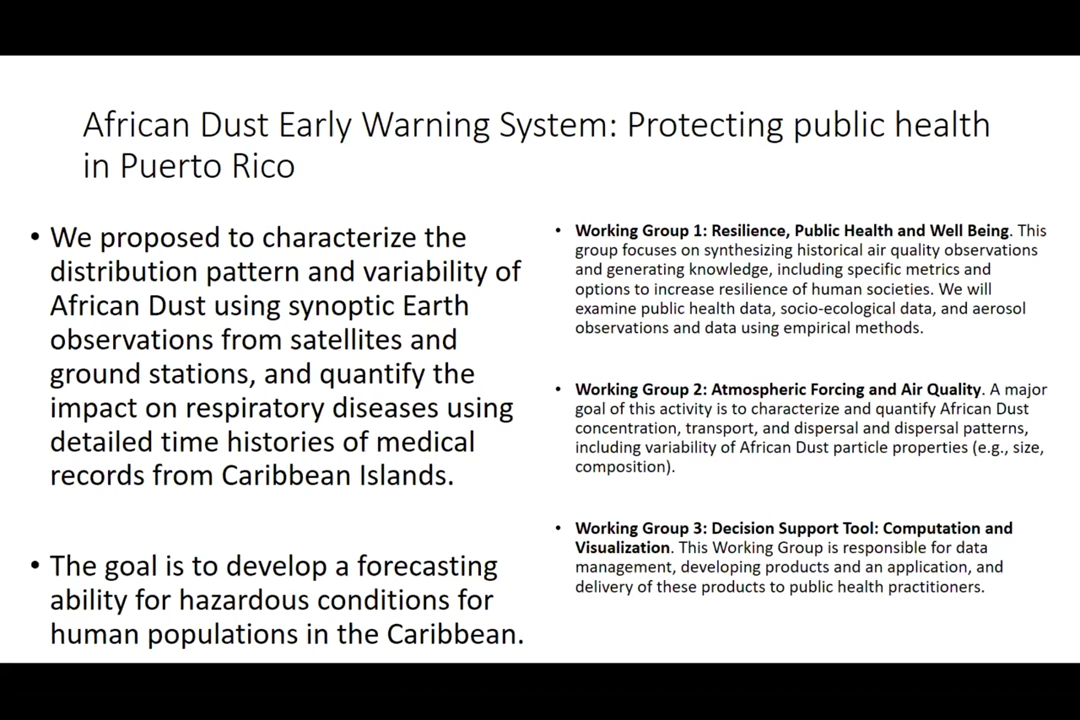 African Dust Early Warning System: Protecting public health
in Puerto Rico
• We proposed to characterize the
distribution pattern and variability of
African Dust using synoptic Earth
observations from satellites and
ground stations, and quantify the
impact on respiratory diseases using
detailed time histories of medical
records from Caribbean Islands.
• The goal is to develop a forecasting
ability for hazardous conditions for
human populations in the Caribbean.
• Working Group 1: Resilience, Public Health and Well Being. This
group focuses on synthesizing historical air quality observations
and generating knowledge, including specific metrics and
options to increase resilience of human societies. We will
examine public health data, socio-ecological data, and aerosol
observations and data using empirical methods.
• Working Group 2: Atmospheric Forcing and Air Quality. A major
goal of this activity is to characterize and quantify African Dust
concentration, transport, and dispersal and dispersal patterns,
including variability of African Dust particle properties (e.g., size,
composition).
• Working Group 3: Decision Support Tool: Computation and
Visualization. This Working Group is responsible for data
management, developing products and an application, and
delivery of these products to public health practitioners.